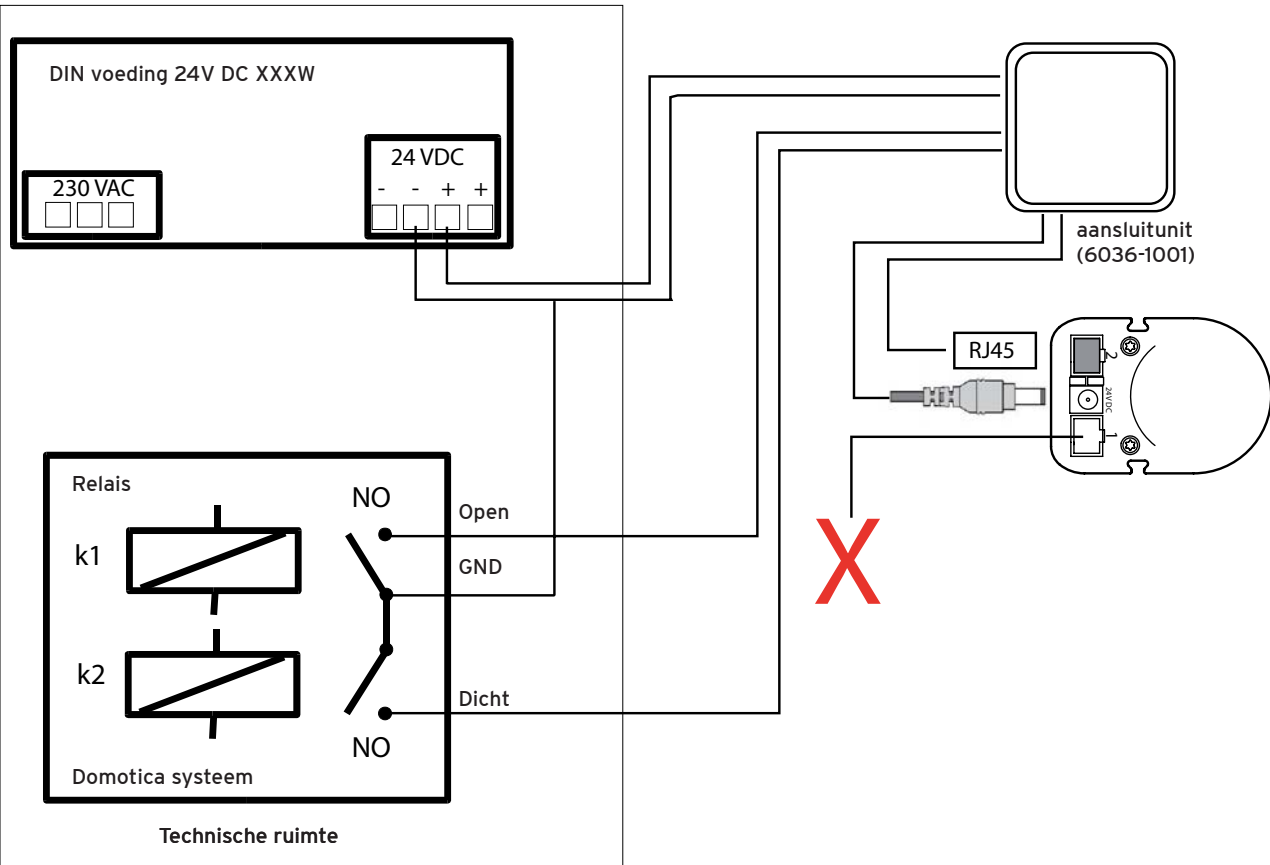 DIN voeding 24V DC XXXW
230 VAC
24 VDC
- - + +
aansluitunit
(6036-1001)
RJ45
2
24VDC
1
Relais
k1
k2
NO
Open
GND
Dicht
NO
Domotica systeem
Technische ruimte
X